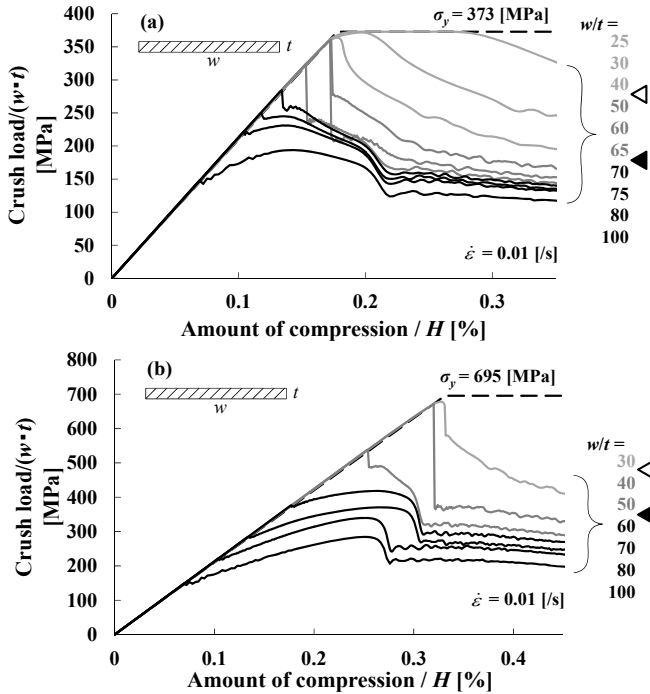 (a)
σy = 373 [MPa]
w/t =
t
w
25
30
40
50
60
65
70
75
80
100
400
350
300
250
200
150
100
50
0
Crush load/(w·t)
[MPa]
ε̇ = 0.01 [/s]
0 0.1 0.2 0.3
Amount of compression / H [%]
(b)
σy = 695 [MPa]
t
w
w/t =
30
40
50
60
70
80
100
800
700
600
500
400
300
200
100
0
Crush load/(w·t)
[MPa]
ε̇ = 0.01 [/s]
0 0.1 0.2 0.3 0.4
Amount of compression / H [%]